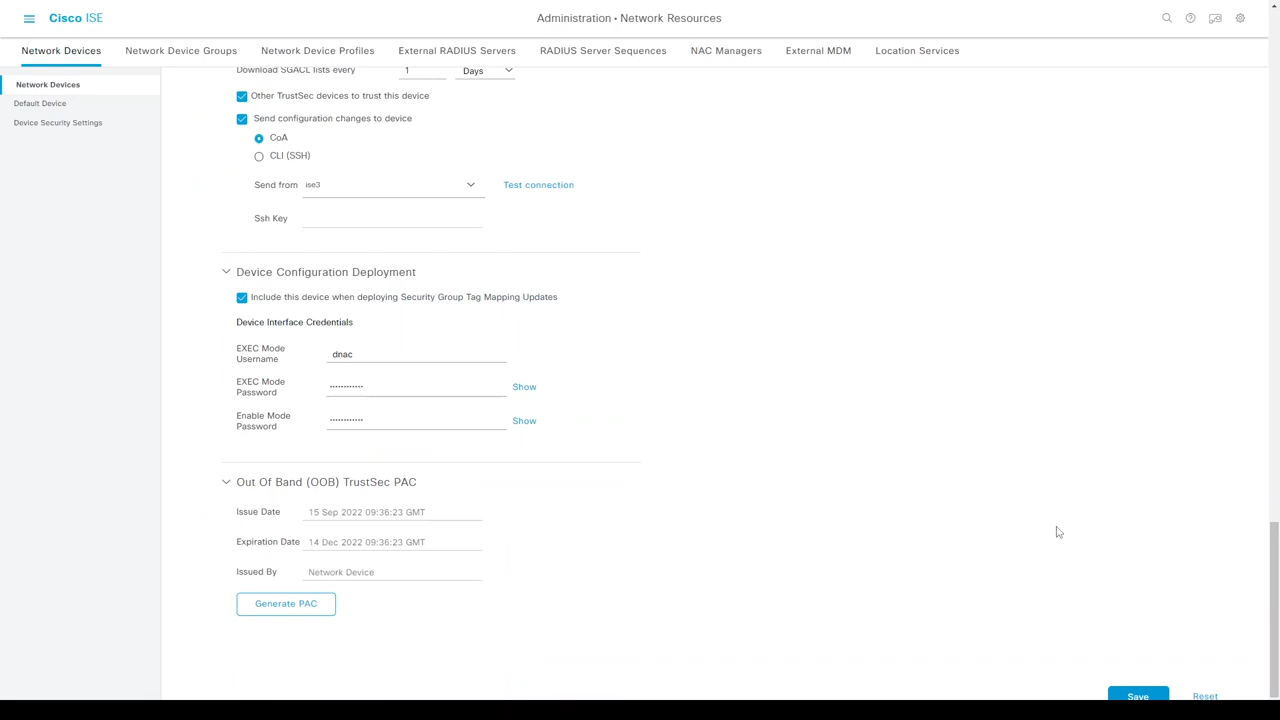 Cisco ISE
Administration • Network Resources
Network Devices
Network Device Groups
Network Device Profiles
External RADIUS Servers
RADIUS Server Sequences
NAC Managers
External MDM
Location Services
Network Devices
Default Device
Device Security Settings
Download SGACL lists every 1 Days
Other TrustSec devices to trust this device
Send configuration changes to device
CoA
CLI (SSH)
Send from ise3 Test connection
Ssh Key
Device Configuration Deployment
Include this device when deploying Security Group Tag Mapping Updates
Device Interface Credentials
EXEC Mode
Username
dnac
EXEC Mode
Password
············ Show
Enable Mode
Password
············ Show
Out Of Band (OOB) TrustSec PAC
Issue Date 15 Sep 2022 09:36:23 GMT
Expiration Date 14 Dec 2022 09:36:23 GMT
Issued By Network Device
Generate PAC
Save Reset